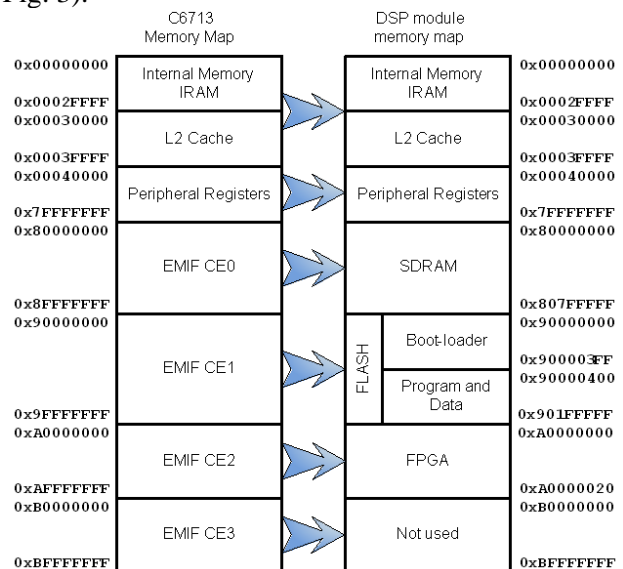 Fig. 3).
C6713
Memory Map
DSP module
memory map
0x00000000
Internal Memory
IRAM
Internal Memory
IRAM
0x00000000
0x0002FFFF
0x0002FFFF
0x00030000
0x00030000
L2 Cache
L2 Cache
0x0003FFFF
0x0003FFFF
0x00040000
0x00040000
Peripheral Registers
Peripheral Registers
0x7FFFFFFF
0x7FFFFFFF
0x80000000
0x80000000
EMIF CE0
SDRAM
0x8FFFFFFF
0x807FFFFF
0x90000000
0x90000000
EMIF CE1
FLASH
Boot-loader
0x900003FF
0x90000400
Program and
Data
0x9FFFFFFF
0x901FFFFF
0xA0000000
0xA0000000
EMIF CE2
FPGA
0xAFFFFFFF
0xA0000020
0xB0000000
0xB0000000
EMIF CE3
Not used
0xBFFFFFFF
0xBFFFFFFF